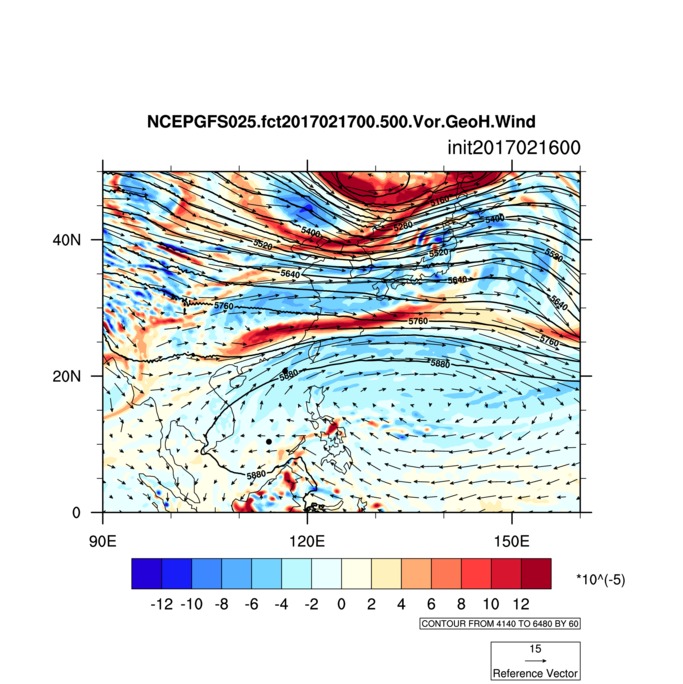 NCEPGFS025.fct2017021700.500.Vor.GeoH.Wind
init2017021600
5160
5400
5280
5400
40N
5520
5520
5520
5640
5640
5640
5760
5760
5760
20N
5880
5880
5880
0
90E 120E 150E
-12 -10 -8 -6 -4 -2 0 2 4 6 8 10 12
*10^(-5)
CONTOUR FROM 4140 TO 6480 BY 60
15
Reference Vector